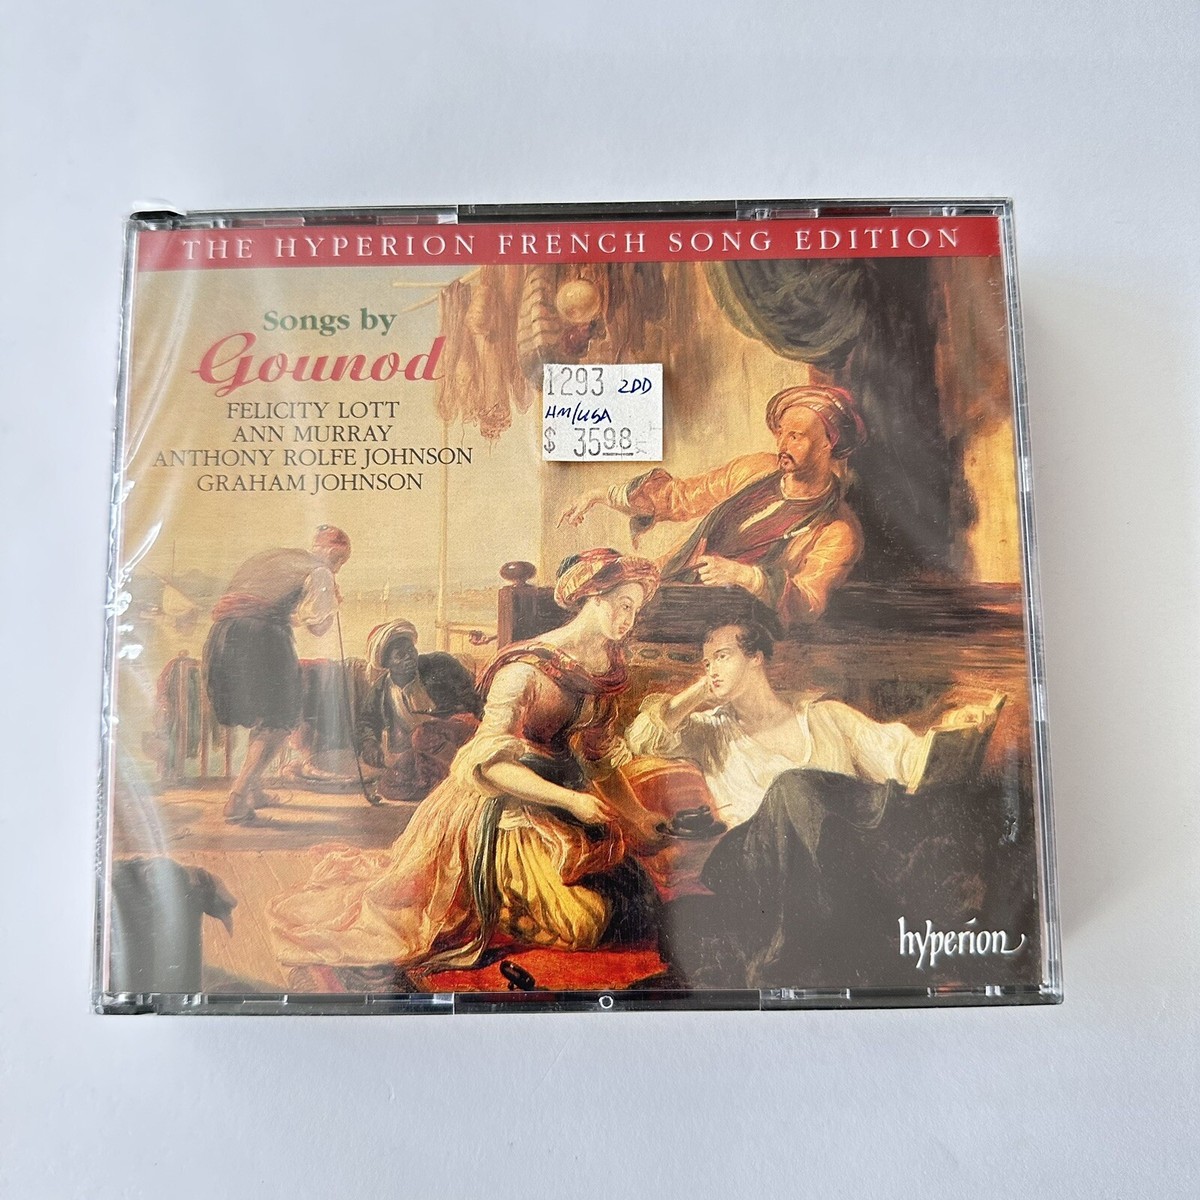 THE HYPERION FRENCH SONG EDITION
Songs by
Gounod
FELICITY LOTT
ANN MURRAY
ANTHONY ROLFE JOHNSON
GRAHAM JOHNSON
1293 2DD
HM/USA
$ 3598
hyperion